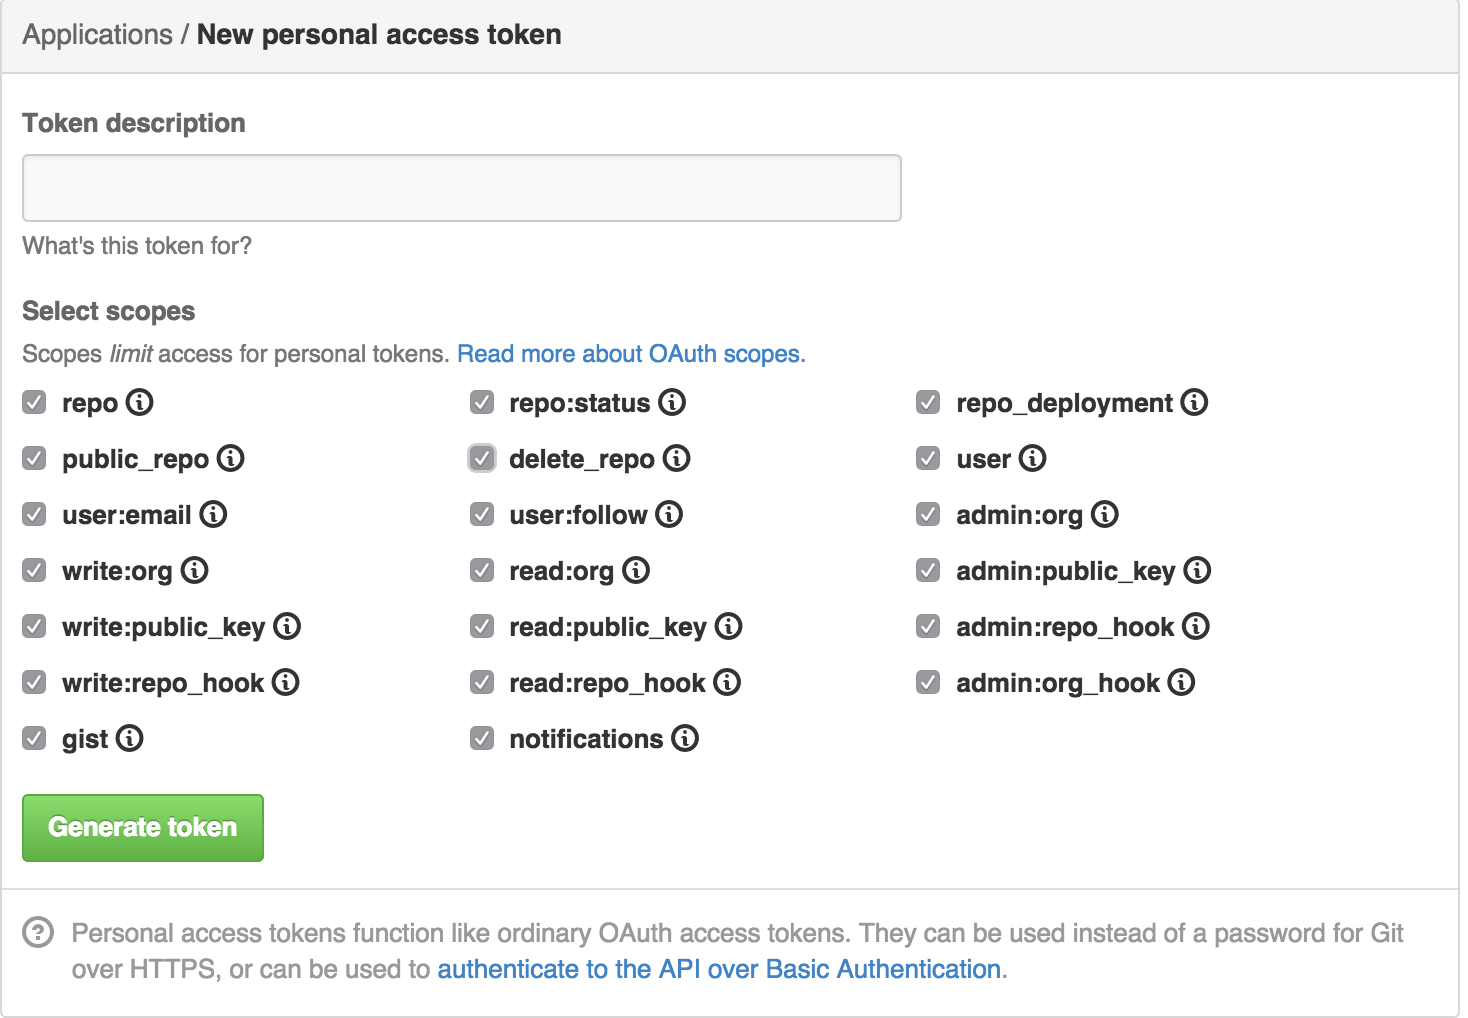 Applications / New personal access token
Token description
What's this token for?
Select scopes
Scopes limit access for personal tokens. Read more about OAuth scopes.
repo repo:status repo_deployment
public_repo delete_repo user
user:email user:follow admin:org
write:org read:org admin:public_key
write:public_key read:public_key admin:repo_hook
write:repo_hook read:repo_hook admin:org_hook
gist notifications
Generate token
Personal access tokens function like ordinary OAuth access tokens. They can be used instead of a password for Git
over HTTPS, or can be used to authenticate to the API over Basic Authentication.